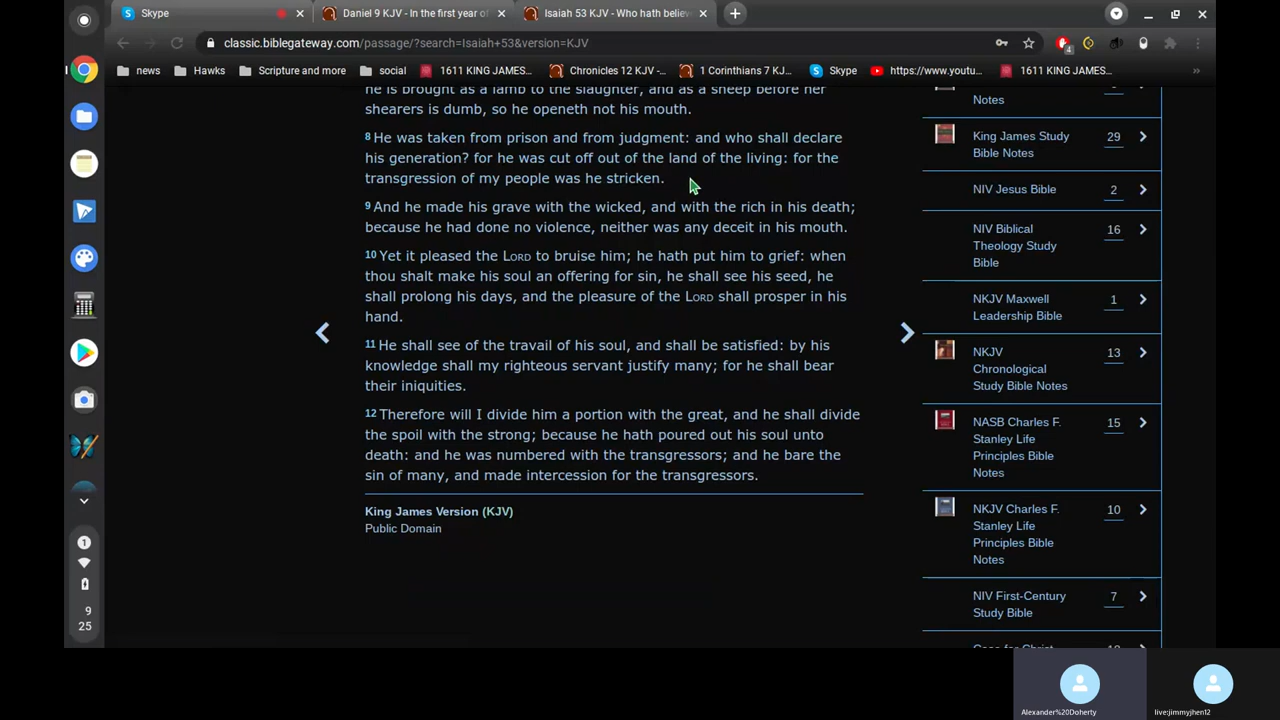 Skype
Daniel 9 KJV - In the first year of
Isaiah 53 KJV - Who hath believe
classic.biblegateway.com/passage/?search=Isaiah+53&version=KJV
4
news
Hawks
Scripture and more
social
1611 KING JAMES...
Chronicles 12 KJV -...
1 Corinthians 7 KJ...
Skype
https://www.youtu...
1611 KING JAMES...
»
he is brought as a lamb to the slaughter, and as a sheep before her
shearers is dumb, so he openeth not his mouth.
8 He was taken from prison and from judgment: and who shall declare
his generation? for he was cut off out of the land of the living: for the
transgression of my people was he stricken.
9 And he made his grave with the wicked, and with the rich in his death;
because he had done no violence, neither was any deceit in his mouth.
10 Yet it pleased the LORD to bruise him; he hath put him to grief: when
thou shalt make his soul an offering for sin, he shall see his seed, he
shall prolong his days, and the pleasure of the LORD shall prosper in his
hand.
11 He shall see of the travail of his soul, and shall be satisfied: by his
knowledge shall my righteous servant justify many; for he shall bear
their iniquities.
12 Therefore will I divide him a portion with the great, and he shall divide
the spoil with the strong; because he hath poured out his soul unto
death: and he was numbered with the transgressors; and he bare the
sin of many, and made intercession for the transgressors.
King James Version (KJV)
Public Domain
Notes
King James Study
Bible Notes
29
NIV Jesus Bible
2
NIV Biblical
Theology Study
Bible
16
NKJV Maxwell
Leadership Bible
1
NKJV
Chronological
Study Bible Notes
13
NASB Charles F.
Stanley Life
Principles Bible
Notes
15
NKJV Charles F.
Stanley Life
Principles Bible
Notes
10
NIV First-Century
Study Bible
7
1
9
25
Alexander%20Doherty
live:jimmyjhen12